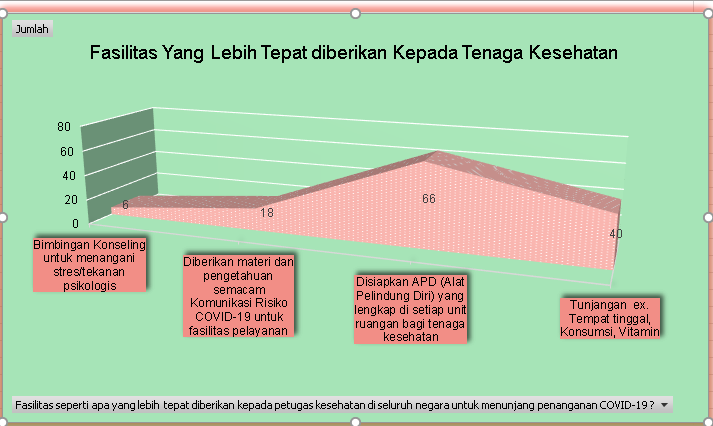 Jumlah
Fasilitas Yang Lebih Tepat diberikan Kepada Tenaga Kesehatan
80
60
40
20
0
6
18
66
40
Bimbingan Konseling
untuk menangani
stres/tekanan
psikologis
Diberikan materi dan
pengetahuan
semacam
Komunikasi Risiko
COVID-19 untuk
fasilitas pelayanan
Disiapkan APD (Alat
Pelindung Diri) yang
lengkap di setiap unit
ruangan bagi tenaga
kesehatan
Tunjangan ex.
Tempat tinggal,
Konsumsi, Vitamin
Fasilitas seperti apa yang lebih tepat diberikan kepada petugas kesehatan di seluruh negara untuk menunjang penanganan COVID-19 ?